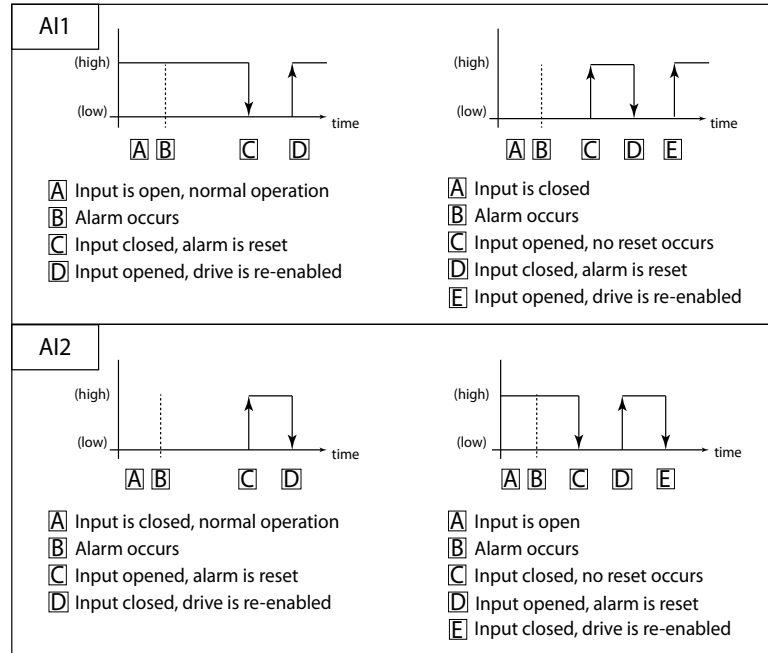 AI1
(high)
(low)
time
A B C D
A Input is open, normal operation
B Alarm occurs
C Input closed, alarm is reset
D Input opened, drive is re-enabled
(high)
(low)
time
A B C D E
A Input is closed
B Alarm occurs
C Input opened, no reset occurs
D Input closed, alarm is reset
E Input opened, drive is re-enabled
AI2
(high)
(low)
time
A B C D
A Input is closed, normal operation
B Alarm occurs
C Input opened, alarm is reset
D Input closed, drive is re-enabled
(high)
(low)
time
A B C D E
A Input is open
B Alarm occurs
C Input closed, no reset occurs
D Input opened, alarm is reset
E Input closed, drive is re-enabled